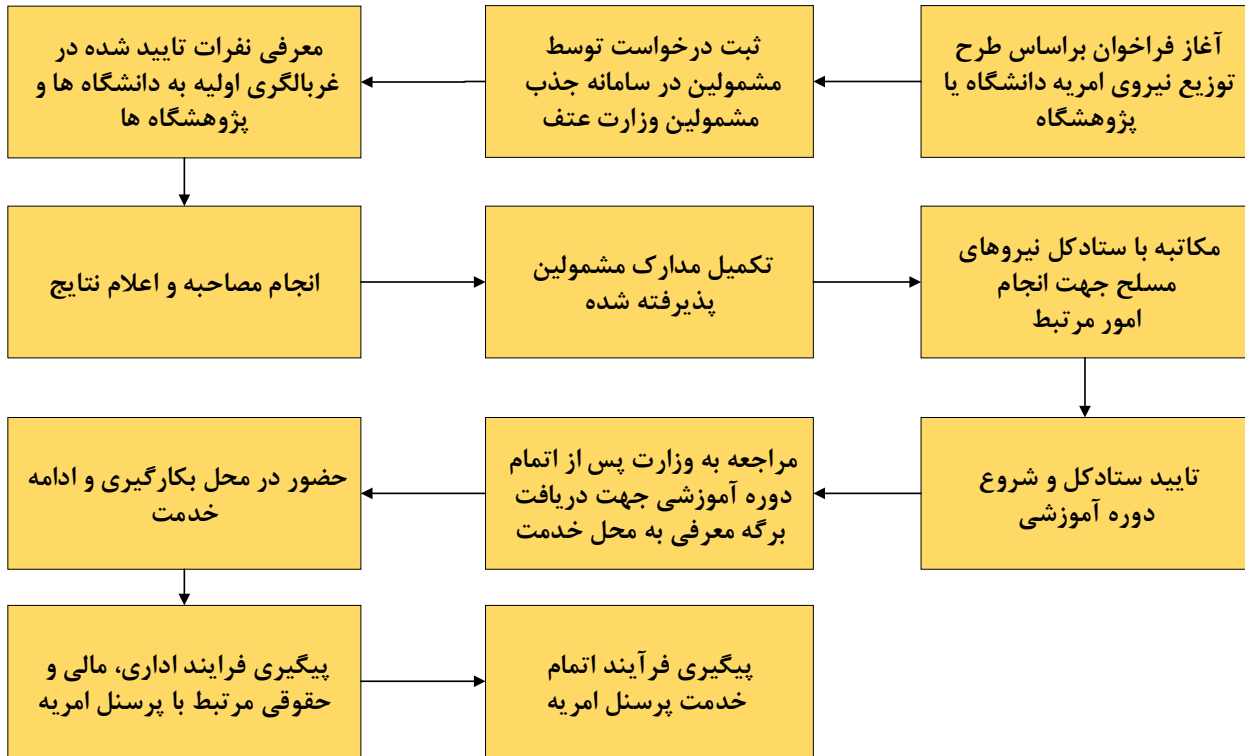 آغاز فراخوان براساس طرح
توزیع نیروی امریه دانشگاه یا
پژوهشگاه
ثبت درخواست توسط
مشمولین در سامانه جذب
مشمولین وزارت عتف
معرفی نفرات تایید شده در
غربالگری اولیه به دانشگاه ها و
پژوهشگاه ها
انجام مصاحبه و اعلام نتایج
تکمیل مدارک مشمولین
پذیرفته شده
مکاتبه با ستادکل نیروهای
مسلح جهت انجام
امور مرتبط
تایید ستادکل و شروع
دوره آموزشی
مراجعه به وزارت پس از اتمام
دوره آموزشی جهت دریافت
برگه معرفی به محل خدمت
حضور در محل بکارگیری و ادامه
خدمت
پیگیری فرایند اداری، مالی و
حقوقی مرتبط با پرسنل امریه
پیگیری فرآیند اتمام
خدمت پرسنل امریه